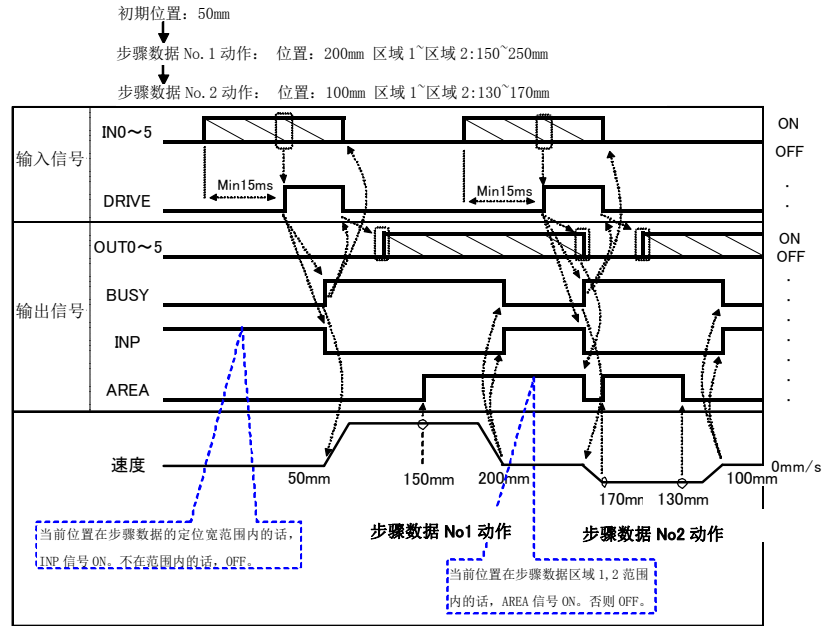 初期位置：50mm
步骤数据 No.1 动作： 位置：200mm 区域 1~区域 2:150~250mm
步骤数据 No.2 动作： 位置：100mm 区域 1~区域 2:130~170mm
输入信号
IN0～5
ON
OFF
Min15ms
Min15ms
DRIVE
输出信号
OUT0～5
ON
OFF
BUSY
INP
AREA
速度
0mm/s
50mm
150mm
200mm
170mm
130mm
100mm
步骤数据 No1 动作
步骤数据 No2 动作
当前位置在步骤数据的定位宽范围内的话，
INP 信号 ON。不在范围内的话，OFF。
当前位置在步骤数据区域 1,2 范围
内的话，AREA 信号 ON。否则 OFF。